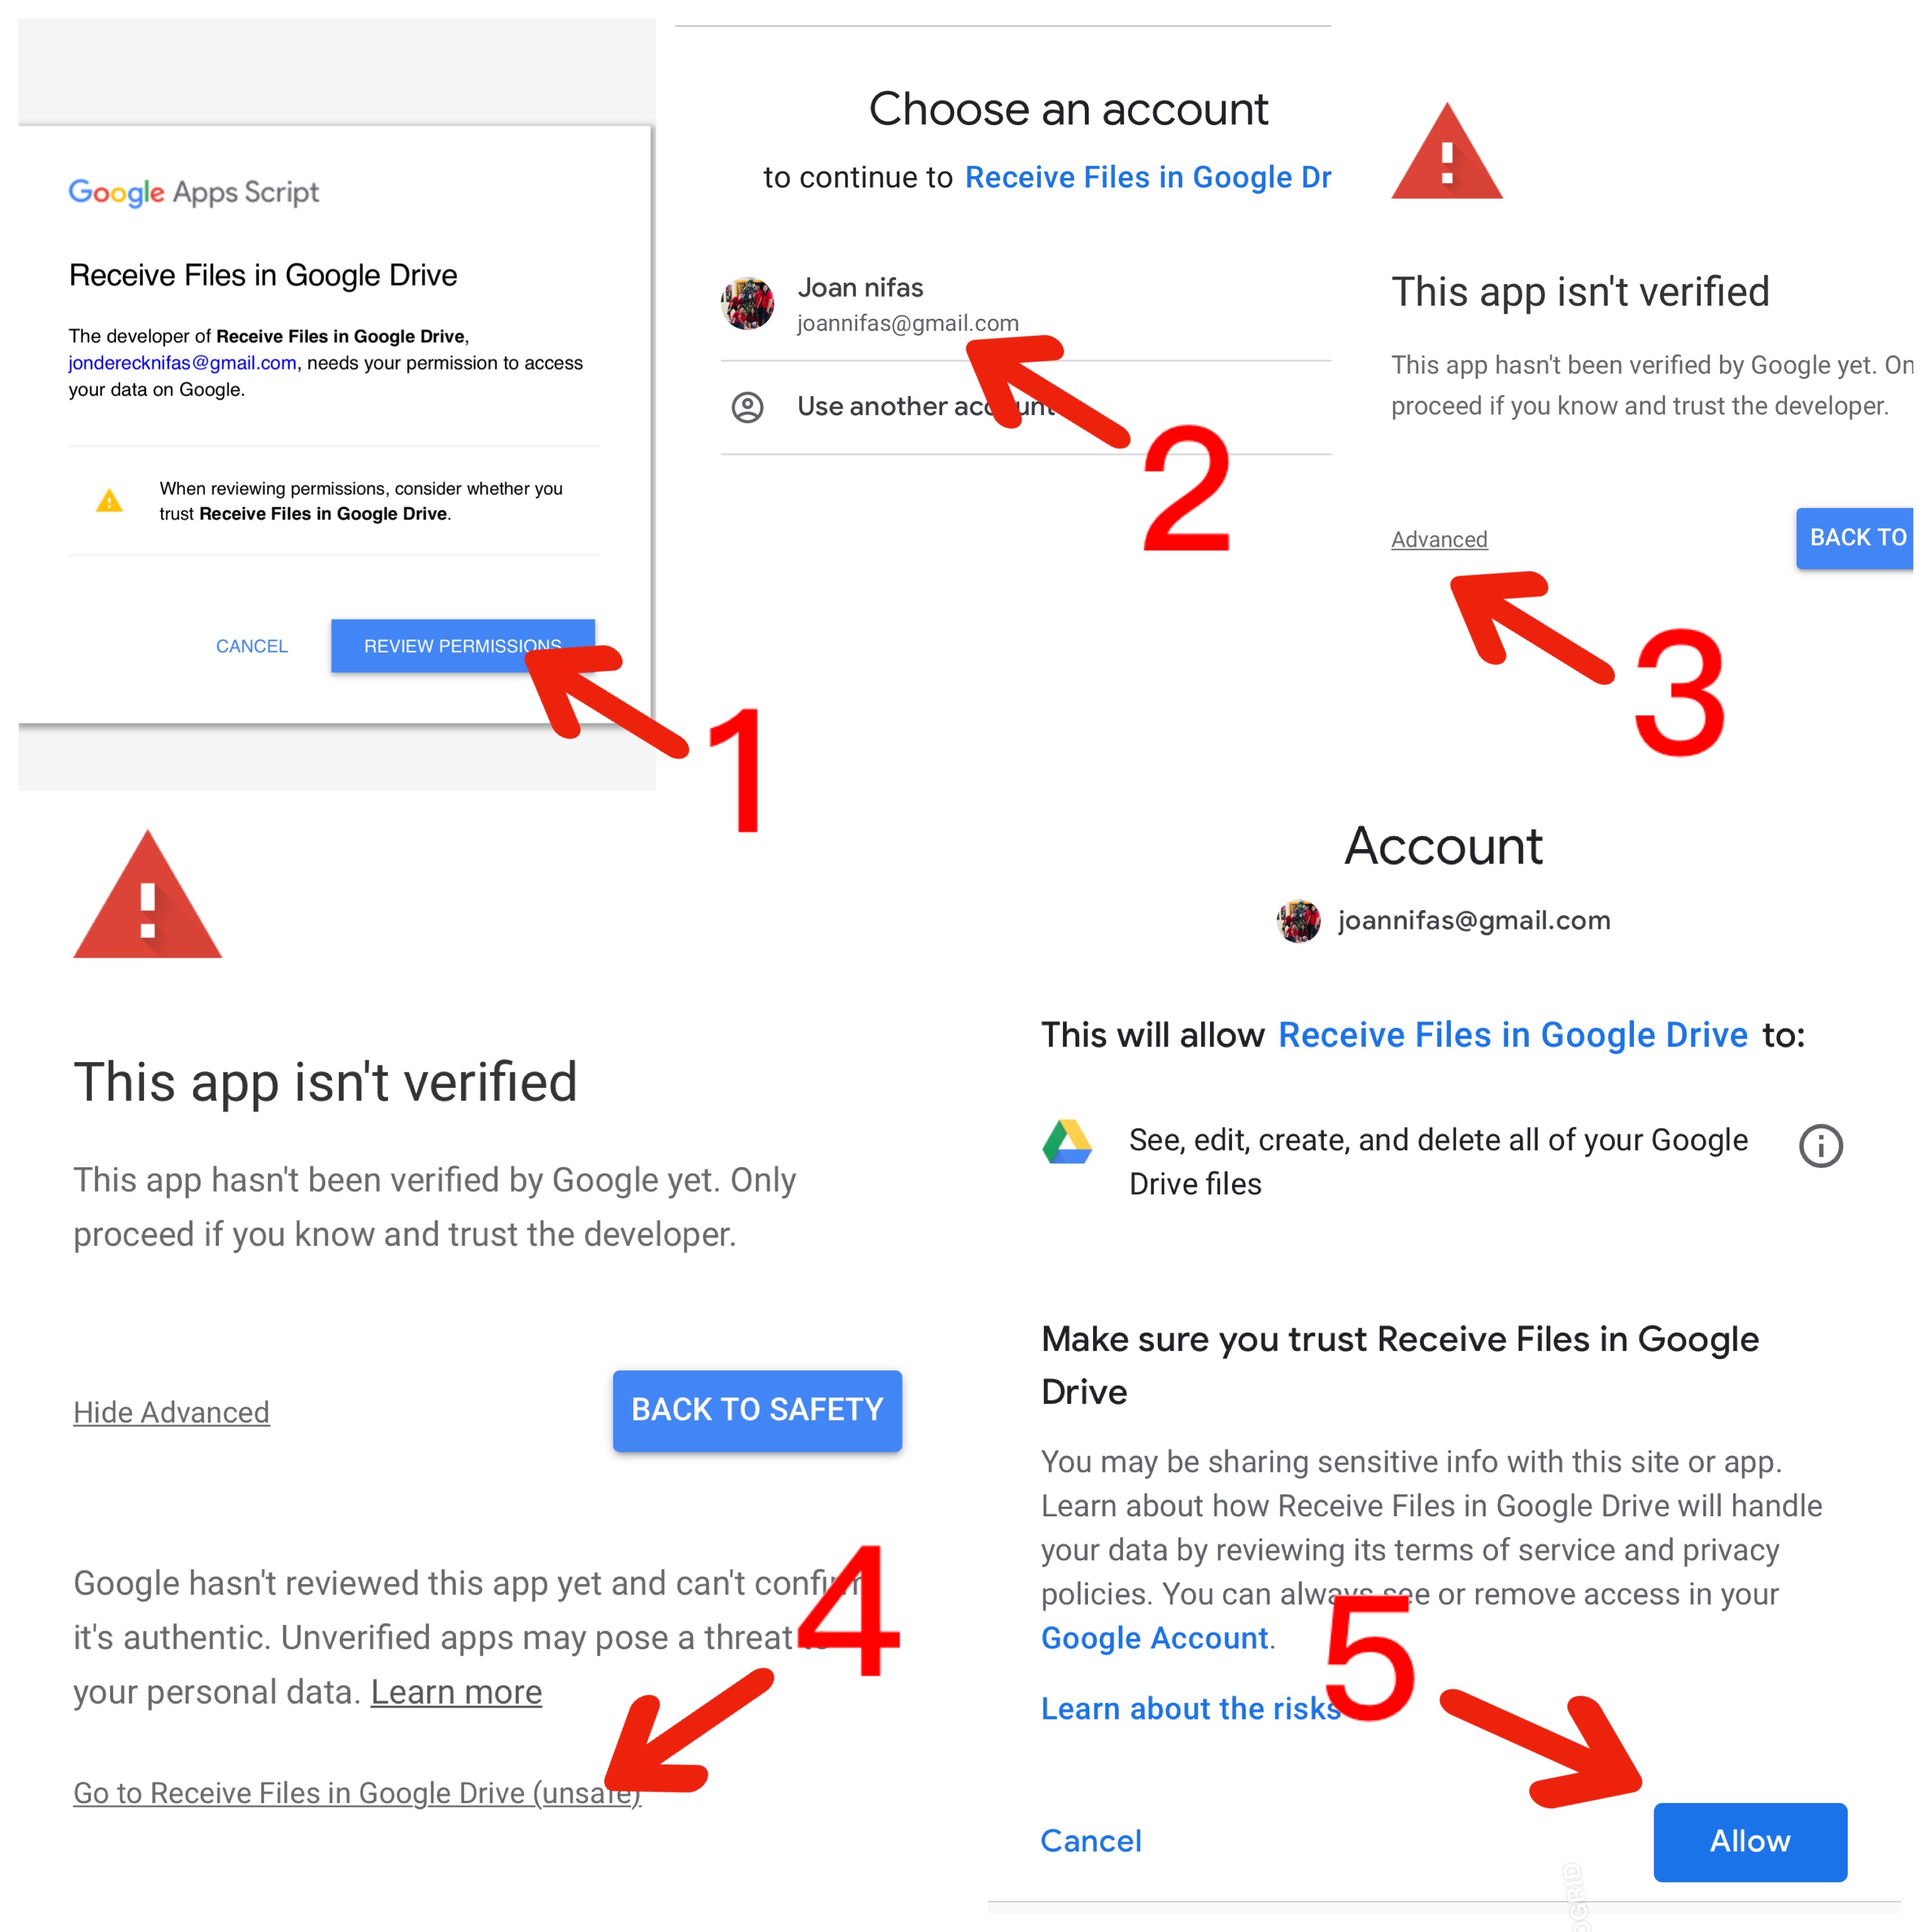 Google Apps Script
Receive Files in Google Drive
The developer of Receive Files in Google Drive,
jonderecknifas@gmail.com, needs your permission to access
your data on Google.
When reviewing permissions, consider whether you
trust Receive Files in Google Drive.
CANCEL
REVIEW PERMISSIONS
1
Choose an account
to continue to Receive Files in Google Dr
Joan nifas
joannifas@gmail.com
Use another account
2
This app isn't verified
This app hasn't been verified by Google yet. On
proceed if you know and trust the developer.
Advanced
BACK TO
3
This app isn't verified
This app hasn't been verified by Google yet. Only
proceed if you know and trust the developer.
Hide Advanced
BACK TO SAFETY
Google hasn't reviewed this app yet and can't confirm
it's authentic. Unverified apps may pose a threat to
your personal data. Learn more
4
Go to Receive Files in Google Drive (unsafe)
Account
joannifas@gmail.com
This will allow Receive Files in Google Drive to:
See, edit, create, and delete all of your Google
Drive files
Make sure you trust Receive Files in Google
Drive
You may be sharing sensitive info with this site or app.
Learn about how Receive Files in Google Drive will handle
your data by reviewing its terms of service and privacy
policies. You can always see or remove access in your
Google Account.
Learn about the risks
5
Cancel
Allow
OGRID